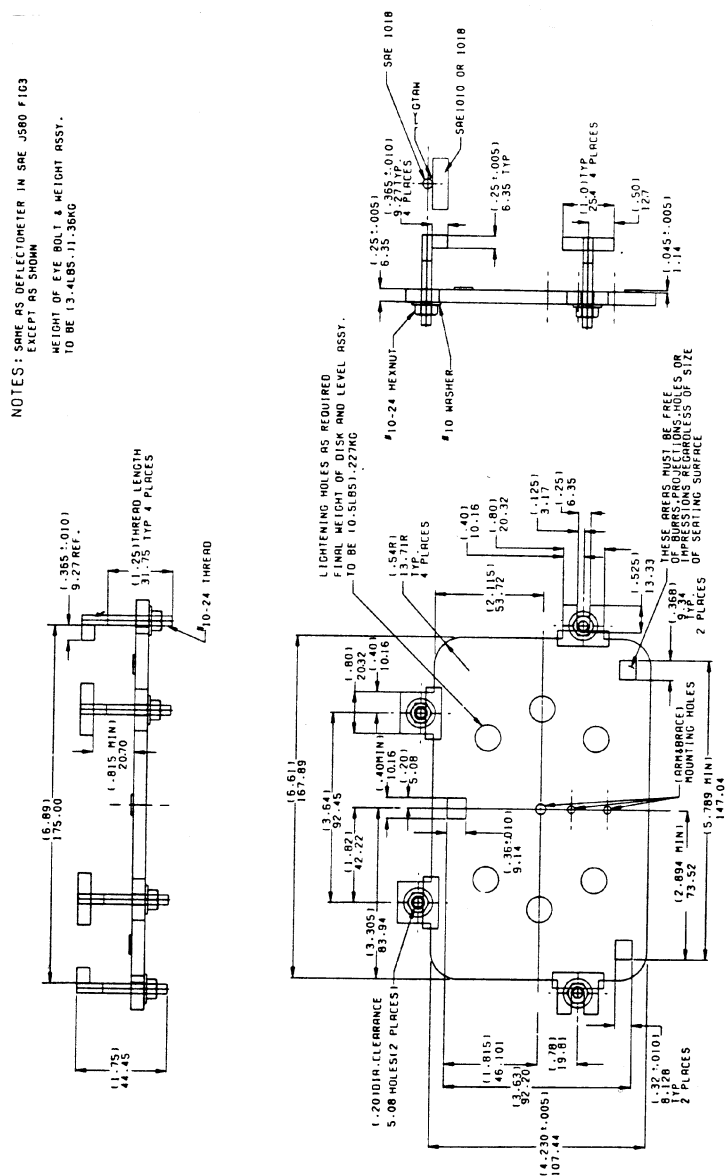 NOTES: SAME AS DEFLECTOMETER IN SAE J580 FIG3
EXCEPT AS SHOWN
WEIGHT OF EYE BOLT & WEIGHT ASSY.
TO BE (3.4LBS.)1.36KG
(6.89)
175.00
(.365±.010)
9.27 REF.
(1.25)THREAD LENGTH
31.75 TYP 4 PLACES
#10-24 THREAD
(.815 MIN)
20.70
(1.75)
44.45
LIGHTENING HOLES AS REQUIRED
FINAL WEIGHT OF DISK AND LEVEL ASSY.
TO BE (0.5LBS).227KG
(6.61)
167.89
(3.64)
92.45
(1.82)
42.22
(3.305)
83.94
(.80)
20.32
(.40)
10.16
(.40MIN)
10.16
(.20)
5.08
(.54R)
13.71R
TYP.
4 PLACES
(2.115)
53.72
(.40)
10.16
(.80)
20.32
(.125)
3.17
(.25)
6.35
(.525)
13.33
(.20)DIA.CLEARANCE
5.08 HOLES(2 PLACES)
(.36±.010)
9.14
(1.815)
46.101
(3.63)
92.20
(4.230±.005)
107.44
(.78)
19.81
(.32±.010)
8.128
TYP
2 PLACES
(2.894 MIN)
73.52
(5.789 MIN)
147.04
(ARM&BRACE)
MOUNTING HOLES
(.368)
9.34
TYP.
2 PLACES
THESE AREAS MUST BE FREE
OF BURRS,PROJECTIONS,HOLES OR
IMPRESSIONS REGARDLESS OF SIZE
OF SEATING SURFACE
#10-24 HEXNUT
#10 WASHER
(.25±.005)
6.35
(.365±.010)
9.27TYP.
4 PLACES
SAE 1018
GTAW
SAE1010 OR 1018
(.25±.005)
6.35 TYP
(1.0)TYP
25.4 4 PLACES
(.50)
12.7
(.045±.005)
1.14